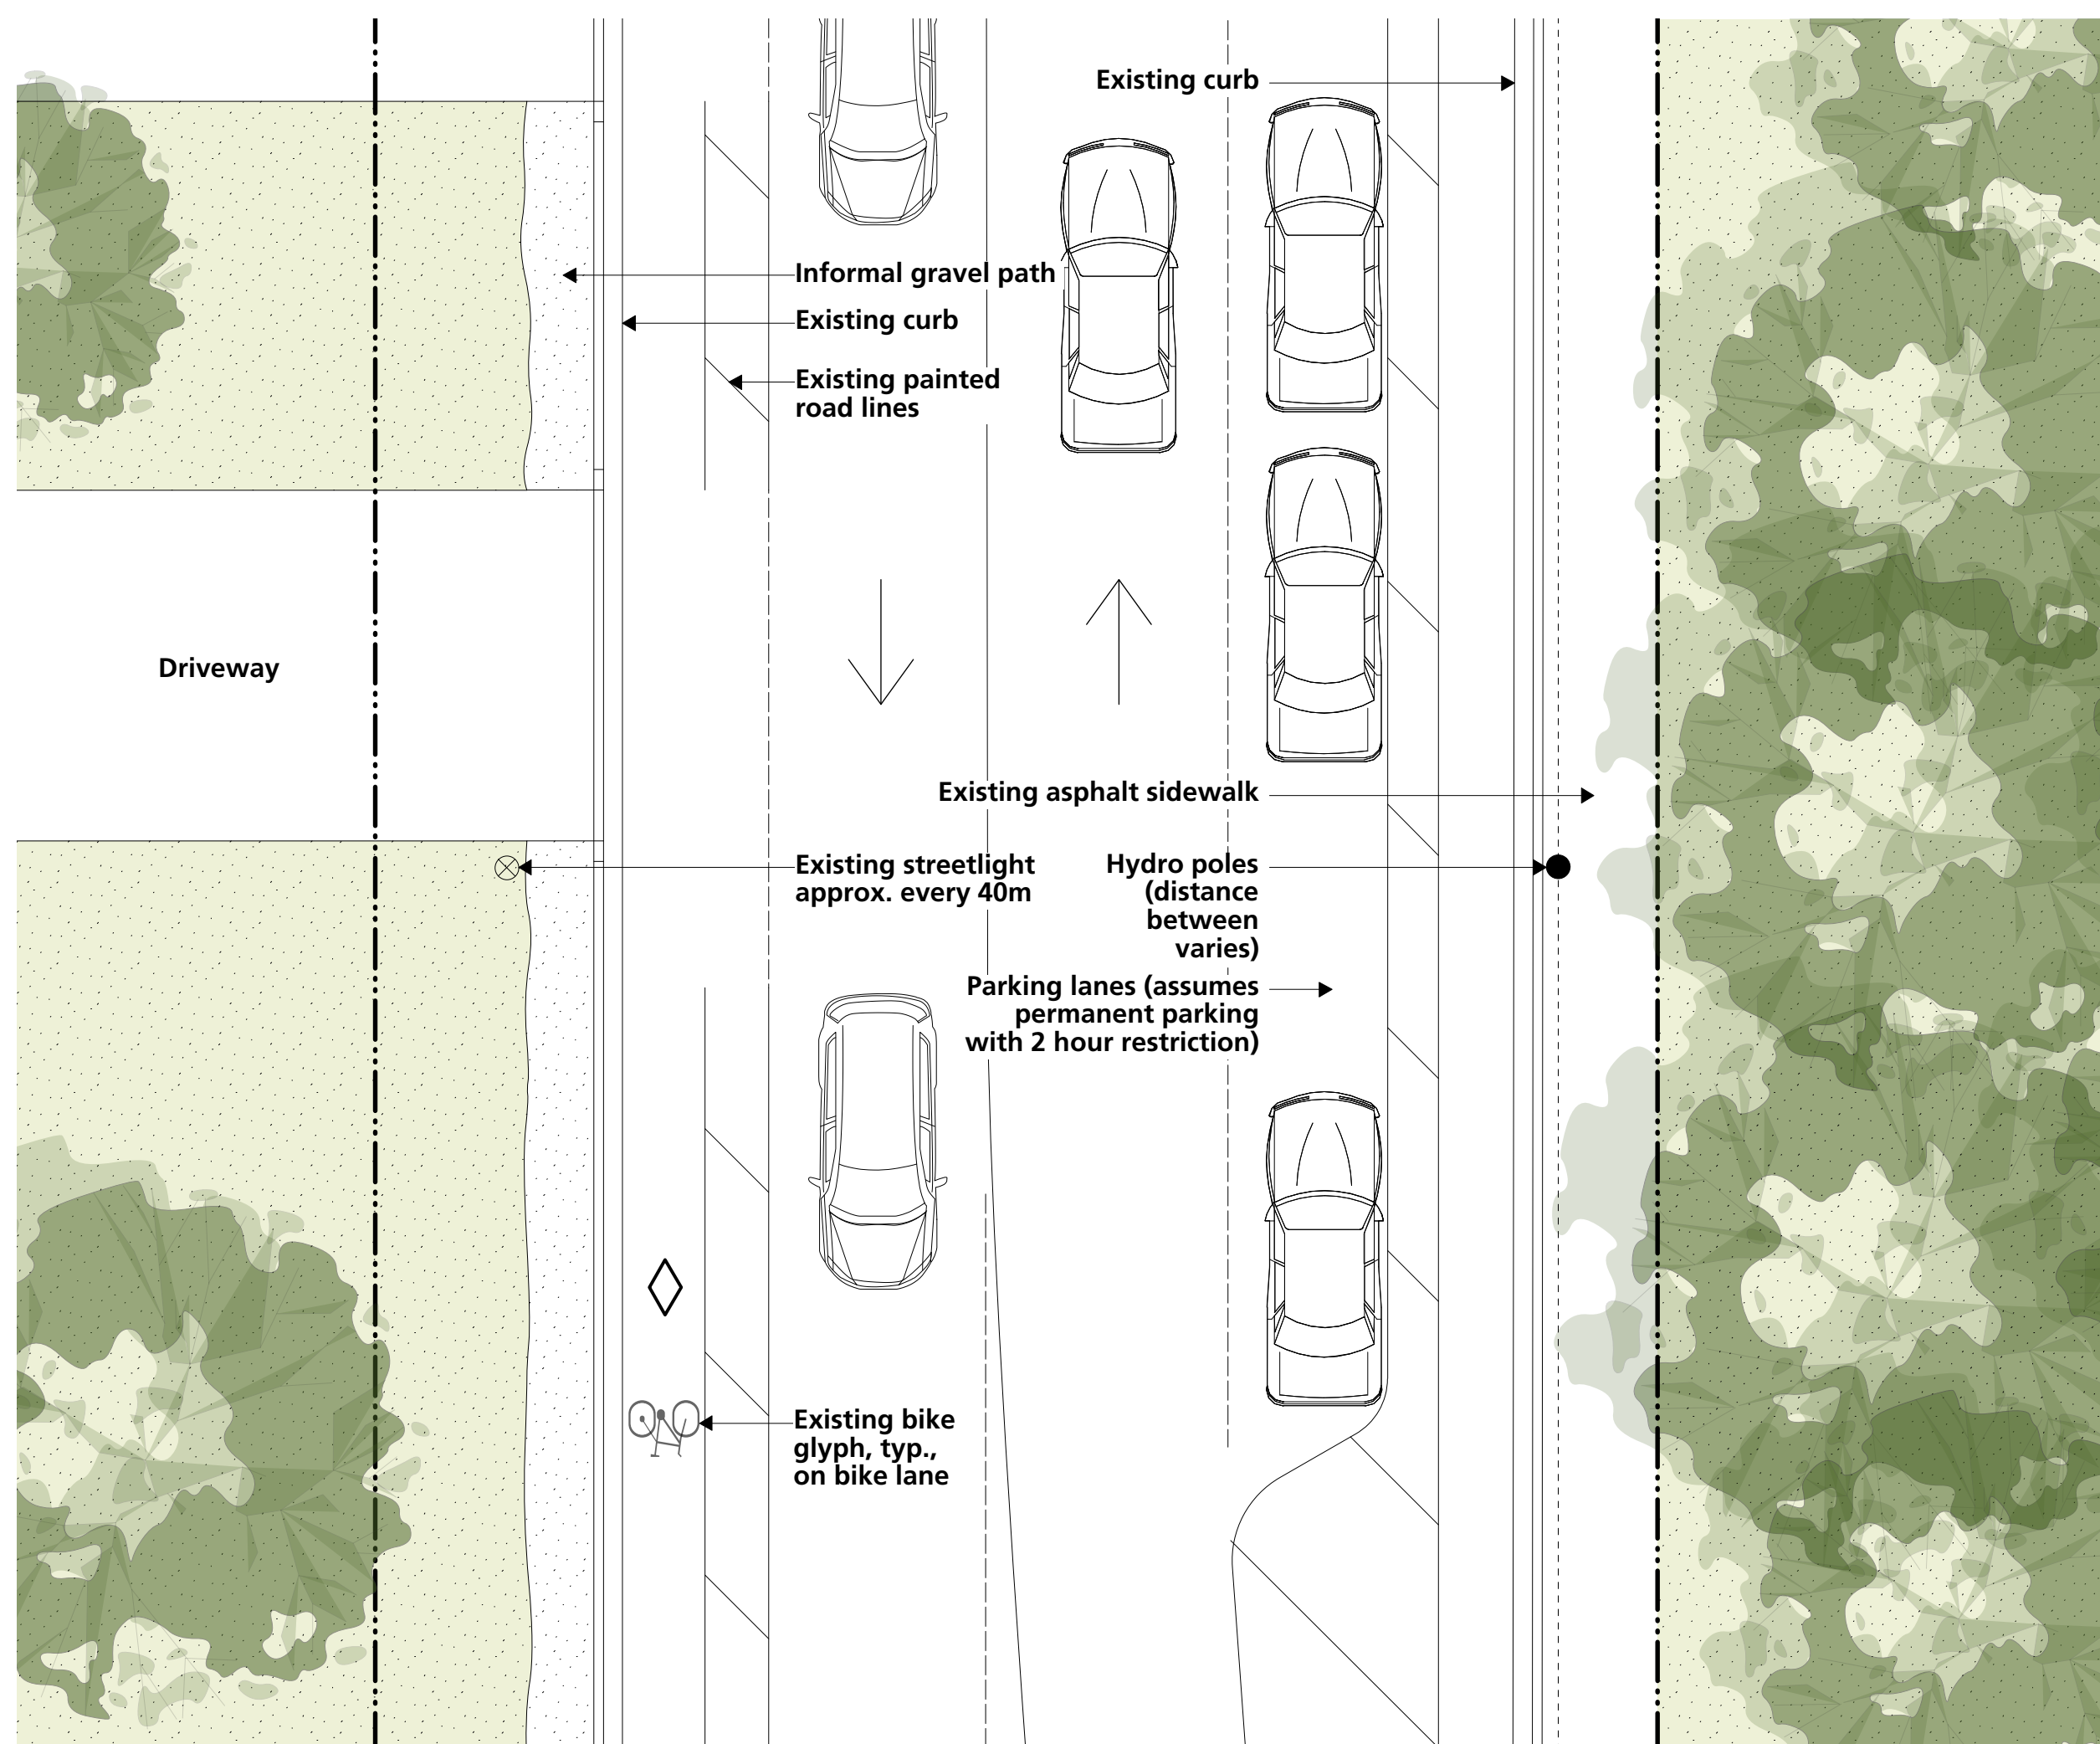 Existing curb
Informal gravel path
Existing curb
Existing painted
road lines
Driveway
Existing asphalt sidewalk
Existing streetlight
approx. every 40m
Hydro poles
(distance
between
varies)
Parking lanes (assumes
permanent parking
with 2 hour restriction)
Existing bike
glyph, typ.,
on bike lane